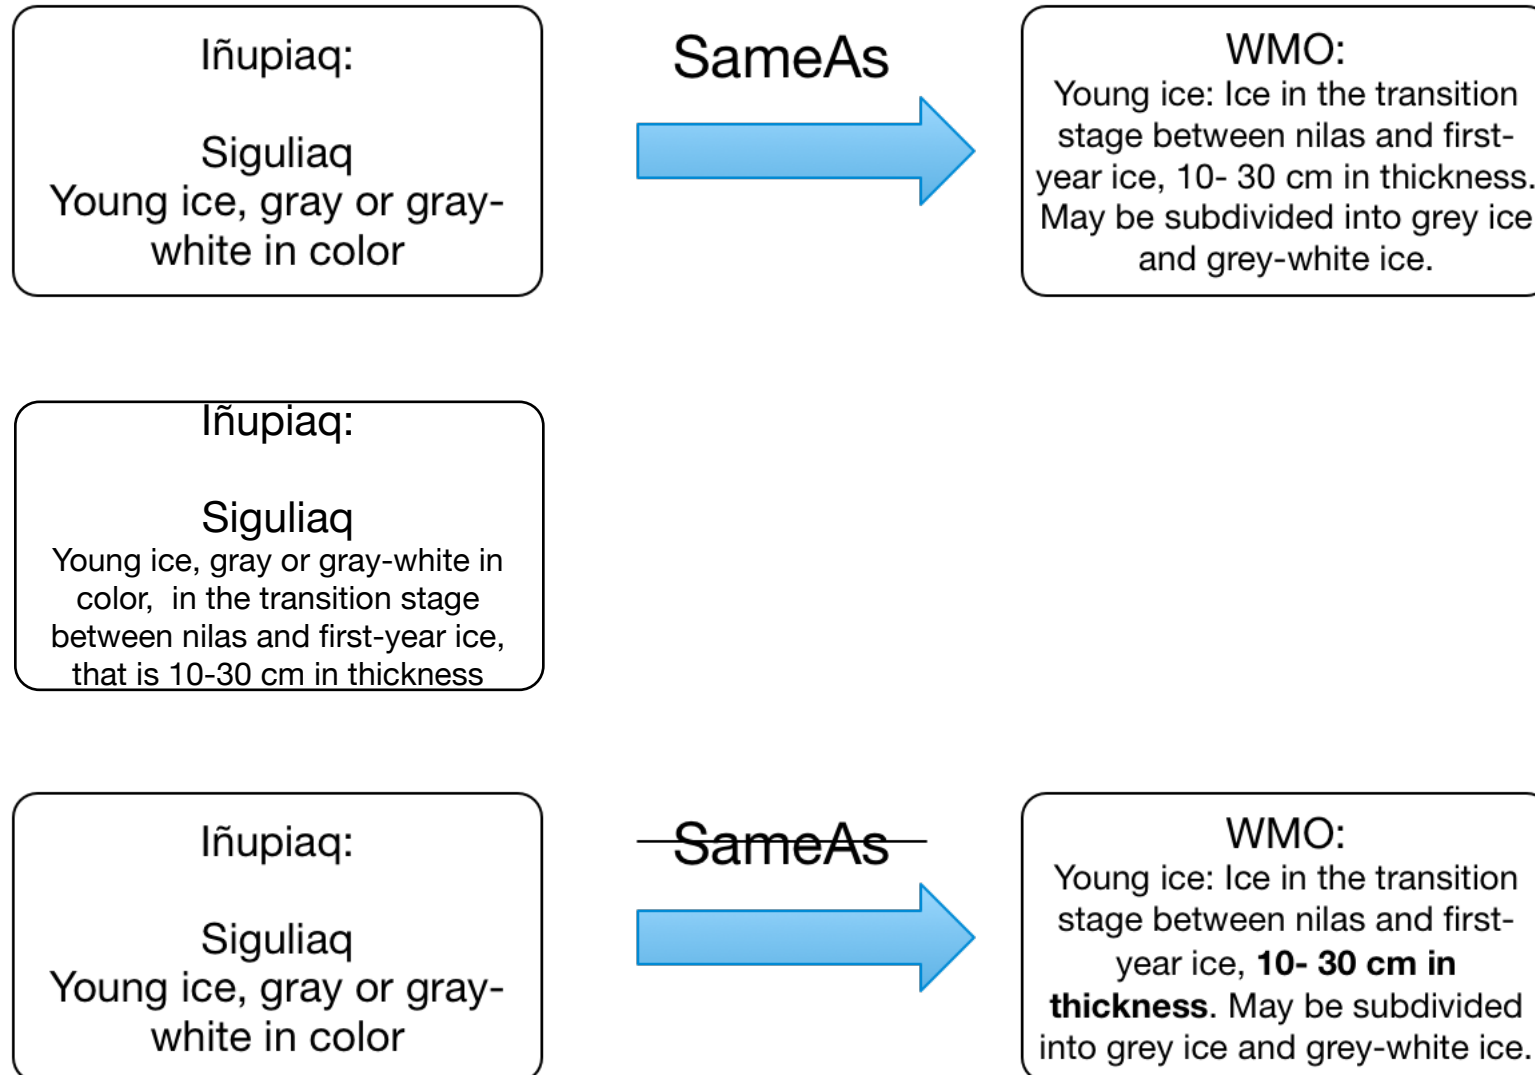 Iñupiaq:
Siguliaq
Young ice, gray or gray-
white in color
SameAs
WMO:
Young ice: Ice in the transition
stage between nilas and first-
year ice, 10- 30 cm in thickness.
May be subdivided into grey ice
and grey-white ice.
Iñupiaq:
Siguliaq
Young ice, gray or gray-white in
color,  in the transition stage
between nilas and first-year ice,
that is 10-30 cm in thickness
Iñupiaq:
Siguliaq
Young ice, gray or gray-
white in color
SameAs
WMO:
Young ice: Ice in the transition
stage between nilas and first-
year ice, 10- 30 cm in
thickness. May be subdivided
into grey ice and grey-white ice.